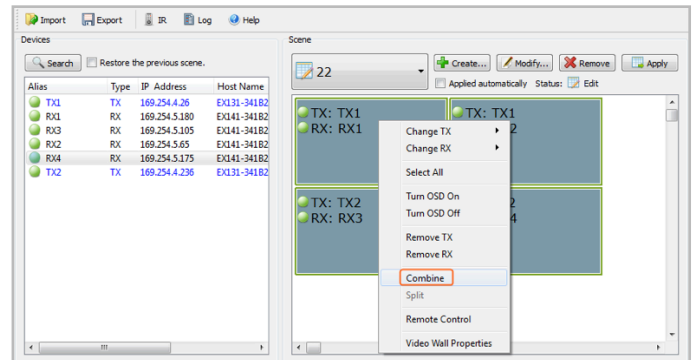 Import Export IR Log Help
Devices
Search Restore the previous scene.
Alias Type IP Address Host Name
TX1 TX 169.254.4.26 EX131-341B2
RX1 RX 169.254.5.180 EX141-341B2
RX3 RX 169.254.5.105 EX141-341B2
RX2 RX 169.254.5.65 EX141-341B2
RX4 RX 169.254.5.175 EX141-341B2
TX2 TX 169.254.4.236 EX131-341B2
Scene
22 Create... Modify... Remove Apply
Applied automatically Status: Edit
TX: TX1
RX: RX1
TX: TX1
2
TX: TX2
RX: RX3
2
4
Change TX
Change RX
Select All
Turn OSD On
Turn OSD Off
Remove TX
Remove RX
Combine
Split
Remote Control
Video Wall Properties